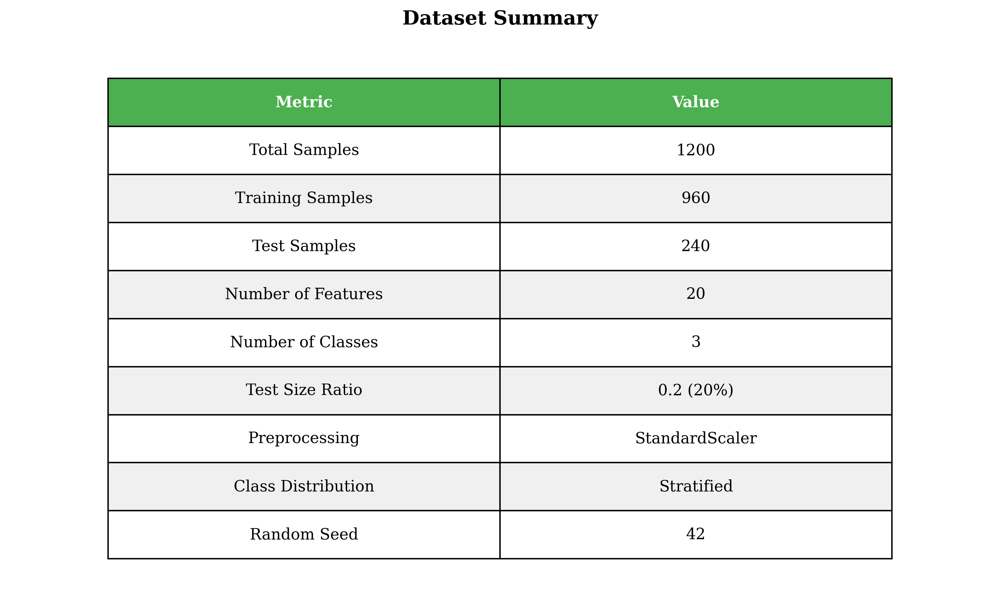 Dataset Summary
Metric Value
Total Samples 1200
Training Samples 960
Test Samples 240
Number of Features 20
Number of Classes 3
Test Size Ratio 0.2 (20%)
Preprocessing StandardScaler
Class Distribution Stratified
Random Seed 42